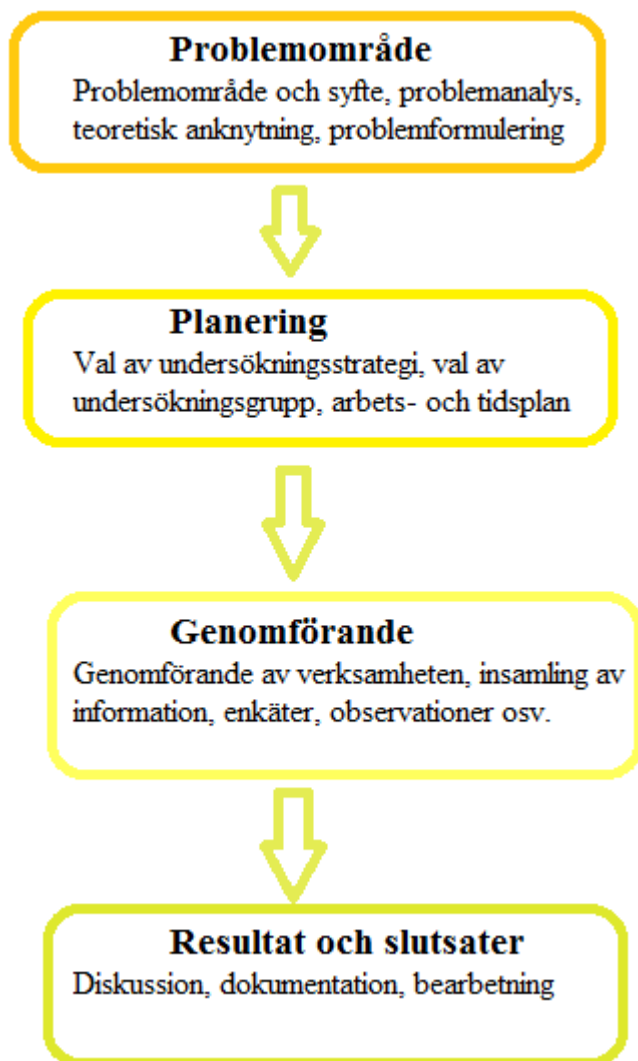 Problemområde
Problemområde och syfte, problemanalys,
teoretisk anknytning, problemformulering
Planering
Val av undersökningsstrategi, val av
undersökningsgrupp, arbets- och tidsplan
Genomförande
Genomförande av verksamheten, insamling av
information, enkäter, observationer osv.
Resultat och slutsater
Diskussion, dokumentation, bearbetning